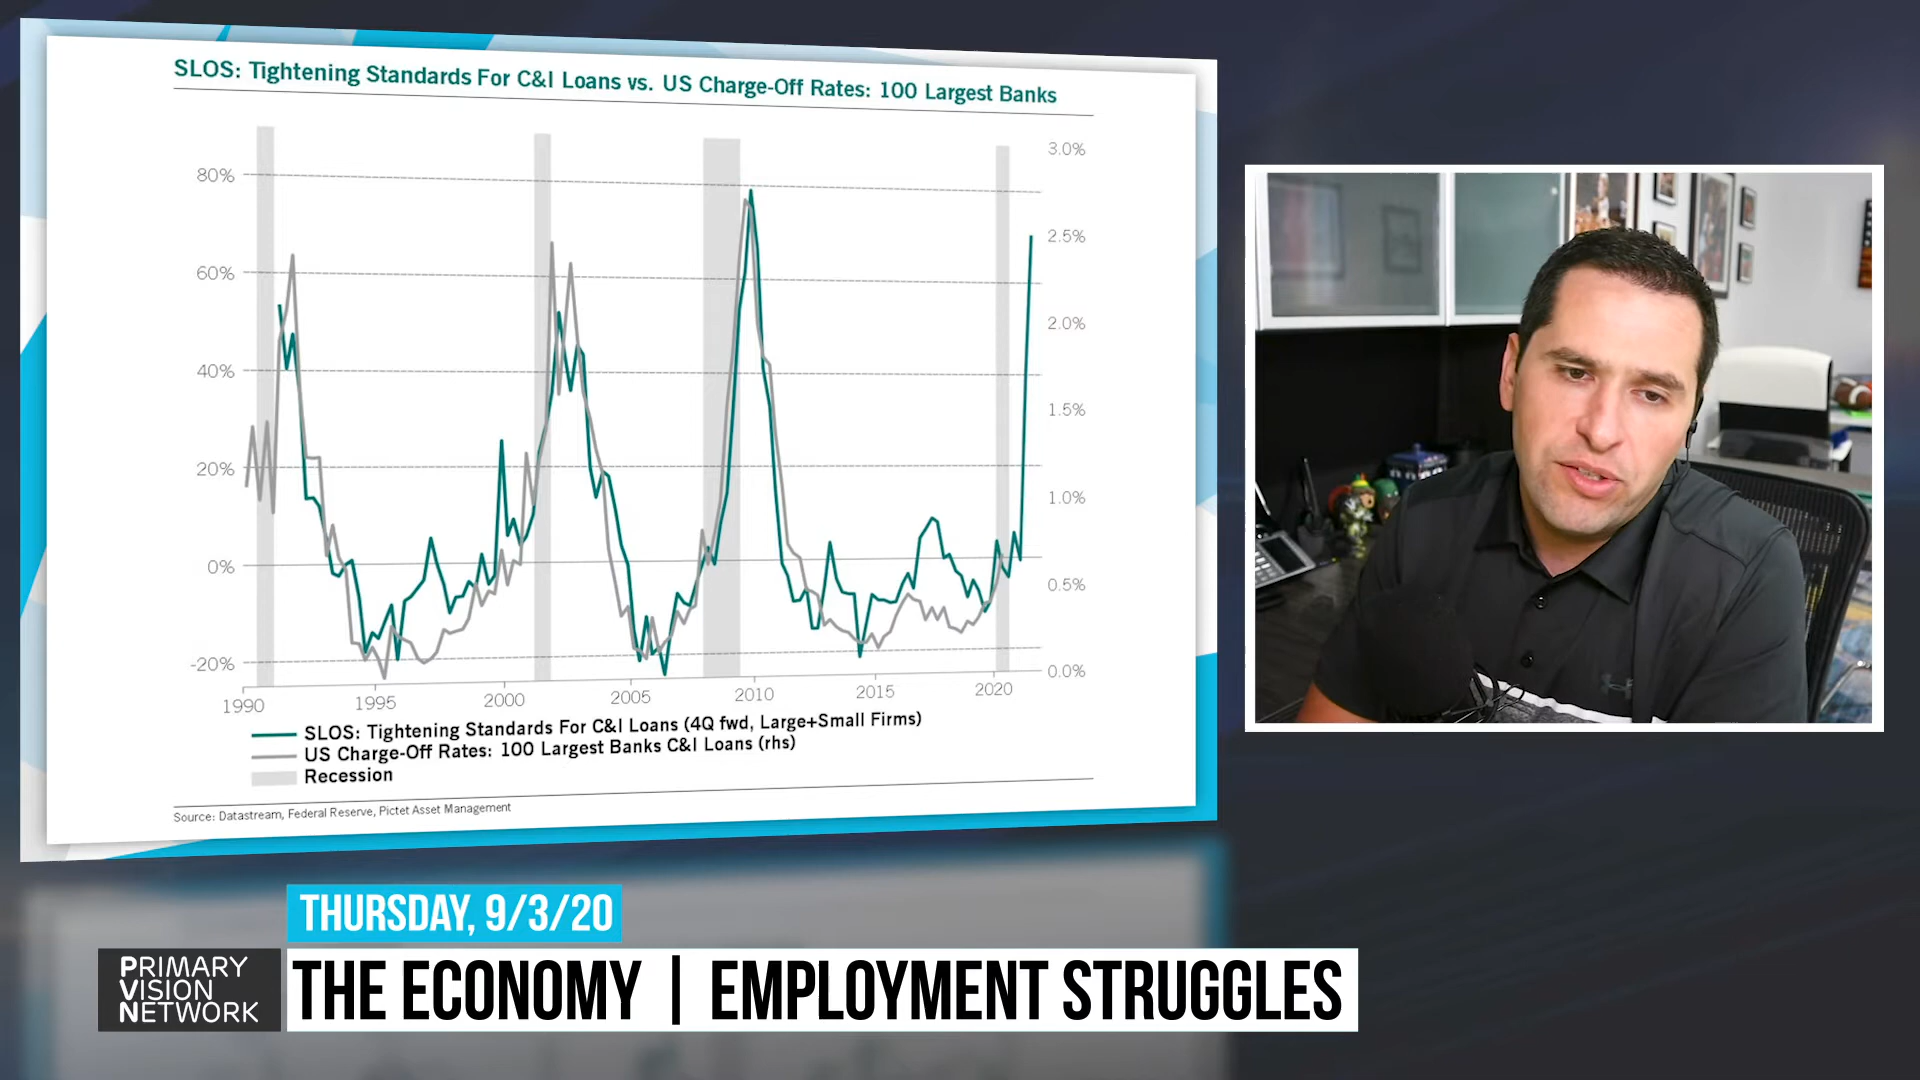 SLOS: Tightening Standards For C&I Loans vs. US Charge-Off Rates: 100 Largest Banks
3.0%
80%
2.5%
60%
2.0%
40%
1.5%
20%
1.0%
0%
0.5%
-20%
0.0%
1990 1995 2000 2005 2010 2015 2020
SLOS: Tightening Standards For C&I Loans (4Q fwd, Large+Small Firms)
US Charge-Off Rates: 100 Largest Banks C&I Loans (rhs)
Recession
Source: Datastream, Federal Reserve, Pictet Asset Management
THURSDAY, 9/3/20
PRIMARY
VISION
NETWORK
THE ECONOMY | EMPLOYMENT STRUGGLES